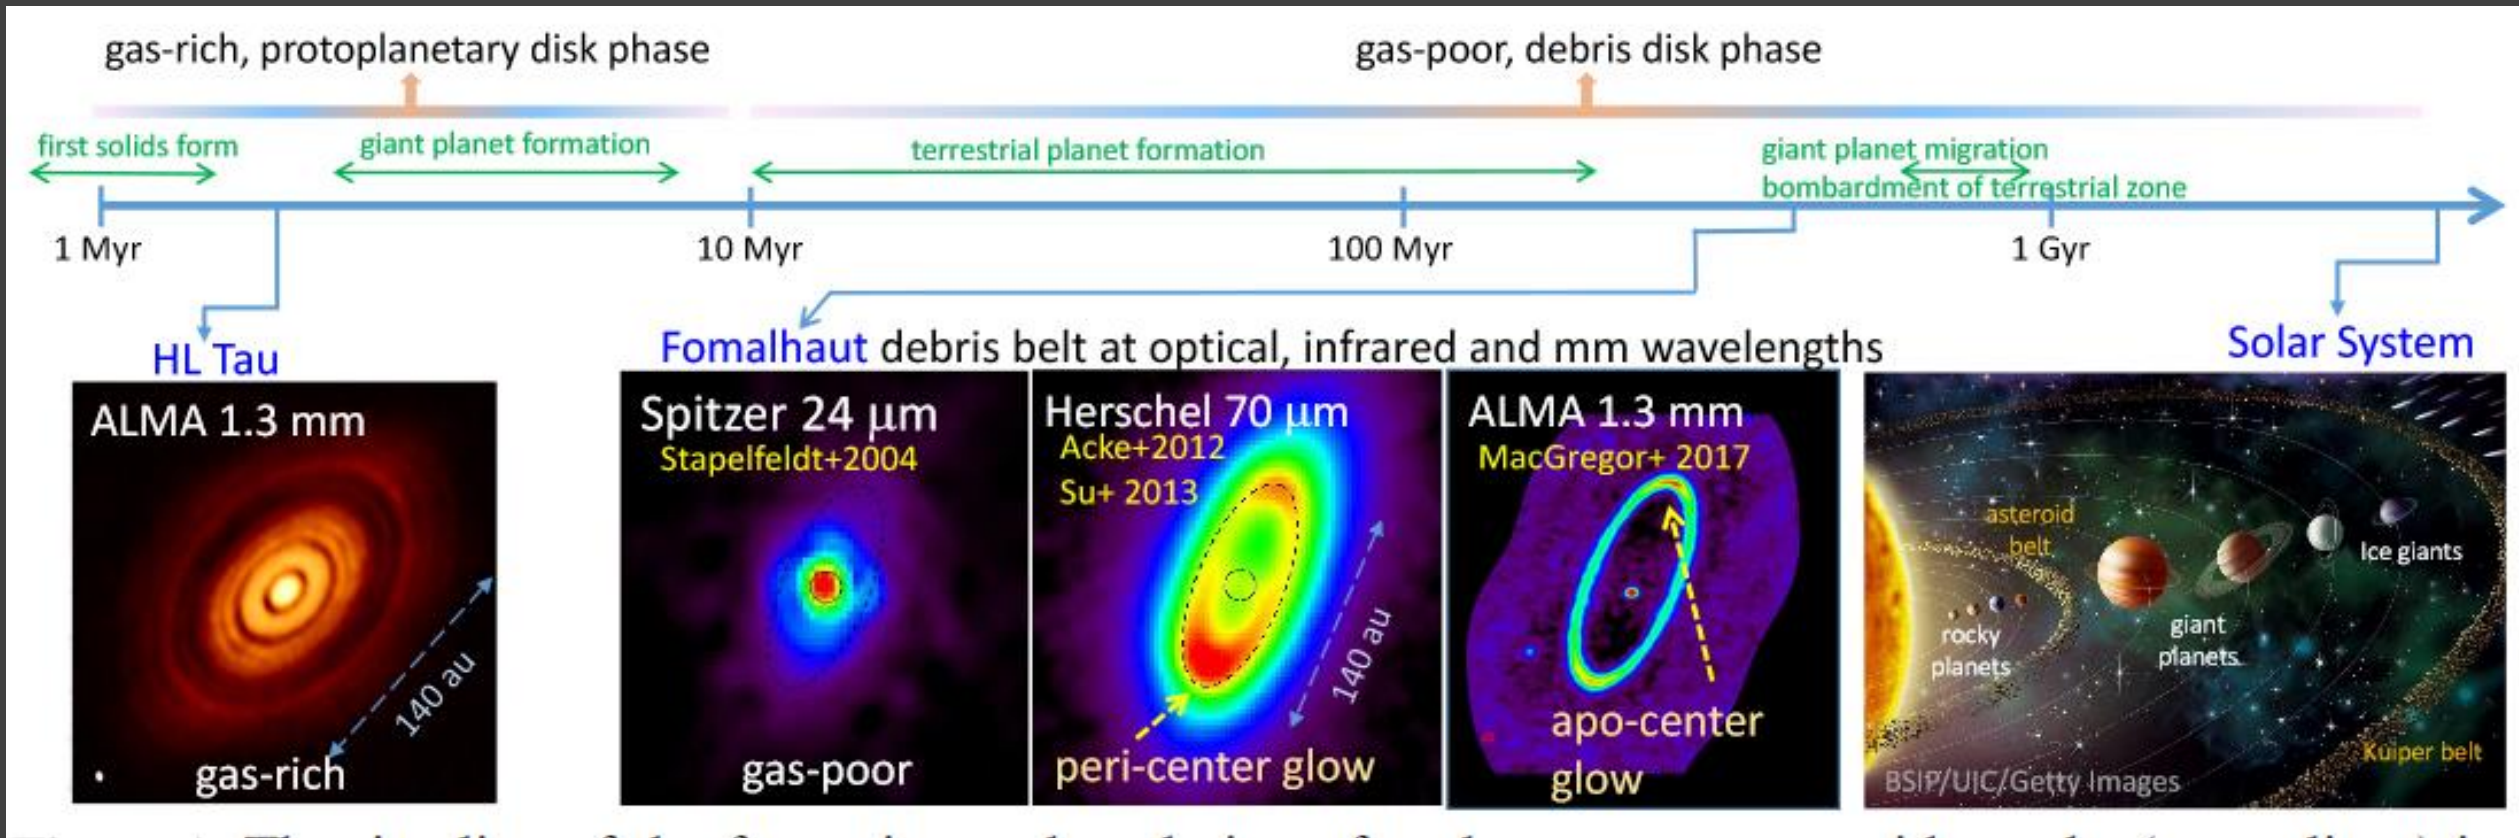 gas-rich, protoplanetary disk phase
gas-poor, debris disk phase
first solids form
giant planet formation
terrestrial planet formation
giant planet migration
bombardment of terrestrial zone
1 Myr
10 Myr
100 Myr
1 Gyr
HL Tau
Fomalhaut debris belt at optical, infrared and mm wavelengths
Solar System
ALMA 1.3 mm
140 au
gas-rich
Spitzer 24 μm
Stapelfeldt+2004
gas-poor
Herschel 70 μm
Acke+2012
Su+ 2013
140 au
peri-center glow
ALMA 1.3 mm
MacGregor+ 2017
apo-center
glow
asteroid
belt
Ice giants
rocky
planets
giant
planets
Kuiper belt
BSIP/UIC/Getty Images